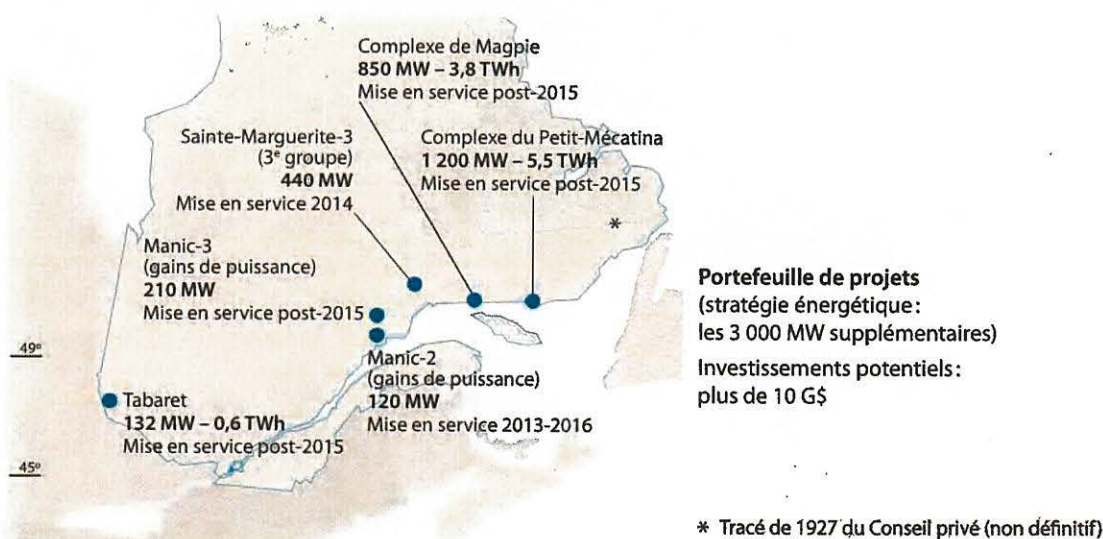 Complexe de Magpie
850 MW – 3,8 TWh
Mise en service post-2015
Sainte-Marguerite-3
(3e groupe)
440 MW
Mise en service 2014
Complexe du Petit-Mécatina
1 200 MW – 5,5 TWh
Mise en service post-2015
*
Manic-3
(gains de puissance)
210 MW
Mise en service post-2015
49°
Manic-2
(gains de puissance)
120 MW
Mise en service 2013-2016
Tabaret
132 MW – 0,6 TWh
Mise en service post-2015
45°
Portefeuille de projets
(stratégie énergétique:
les 3 000 MW supplémentaires)
Investissements potentiels:
plus de 10 G$
* Tracé de 1927 du Conseil privé (non définitif)